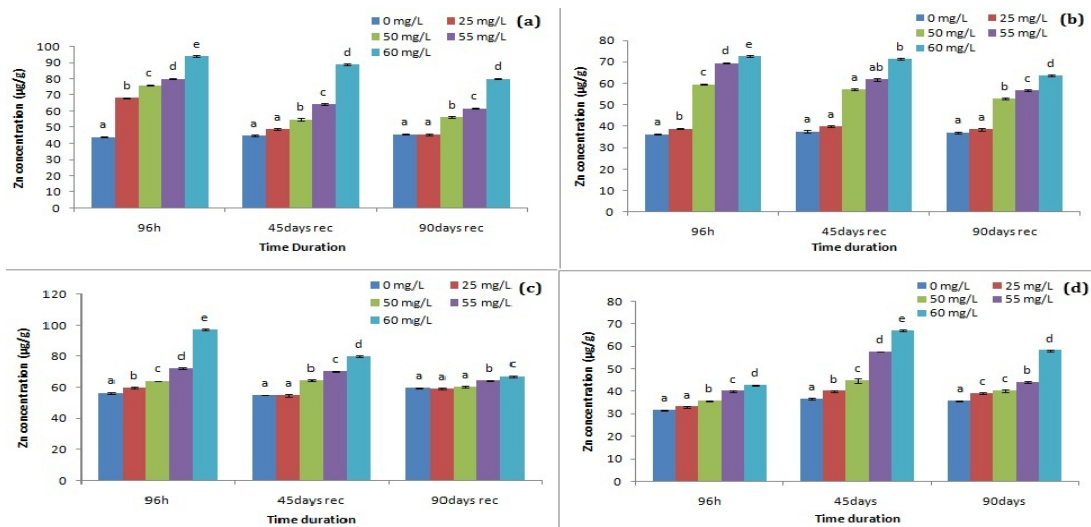 0 mg/L 25 mg/L (a)
50 mg/L 55 mg/L
60 mg/L
Zn concentration (µg/g)
100
90
80
70
60
50
40
30
20
10
0
a b c d e
a a b c d
a a b c d
96h 45days rec 90days rec
Time Duration
0 mg/L 25 mg/L (b)
50 mg/L 55 mg/L
60 mg/L
Zn concentration (µg/g)
80
70
60
50
40
30
20
10
0
a b c d e
a a a ab b
a a b c d
96h 45days rec 90days rec
Time duration
0 mg/L 25 mg/L (c)
50 mg/L 55 mg/L
60 mg/L
Zn concentration (µg/g)
120
100
80
60
40
20
0
a b c d e
a a b c d
a a a b c
96h 45days rec 90days rec
Time duration
0 mg/L 25 mg/L (d)
50 mg/L 55 mg/L
60 mg/L
Zn concentration (µg/g)
80
70
60
50
40
30
20
10
0
a a b c d
a b c d e
a c c b d
96h 45days 90days
Time duration